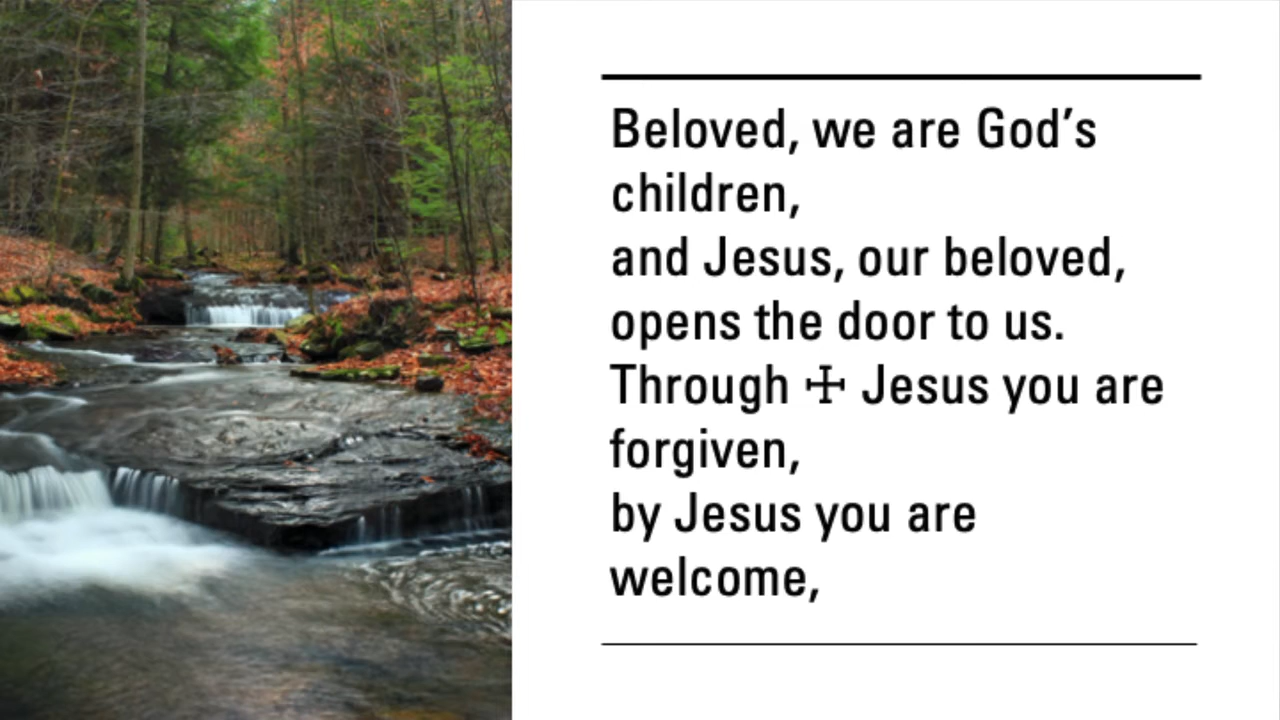 Beloved, we are God’s
children,
and Jesus, our beloved,
opens the door to us.
Through ☩ Jesus you are
forgiven,
by Jesus you are
welcome,